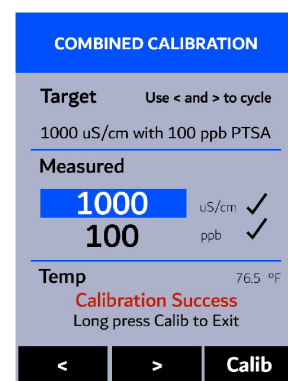 COMBINED CALIBRATION
Target Use < and > to cycle
1000 uS/cm with 100 ppb PTSA
Measured
1000 uS/cm ✓
100 ppb ✓
Temp 76.5 ºF
Calibration Success
Long press Calib to Exit
< > Calib